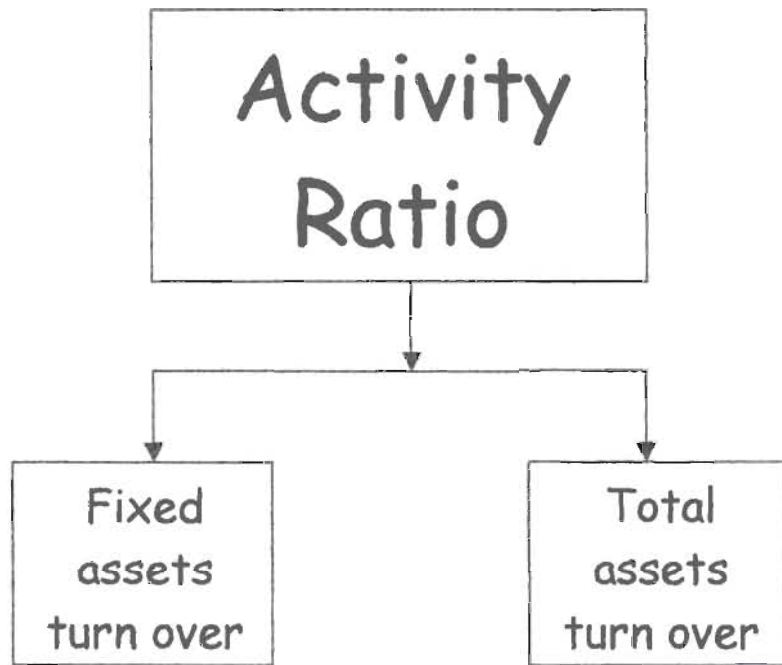 Activity
Ratio
Fixed
assets
turn over
Total
assets
turn over